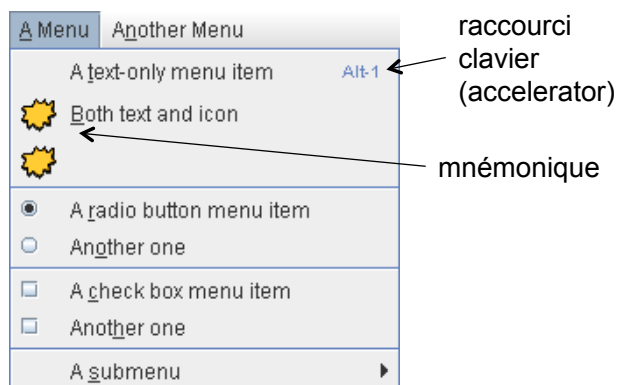 A Menu Another Menu
A text-only menu item Alt-1
Both text and icon
A radio button menu item
Another one
A check box menu item
Another one
A submenu
raccourci
clavier
(accelerator)
mnémonique